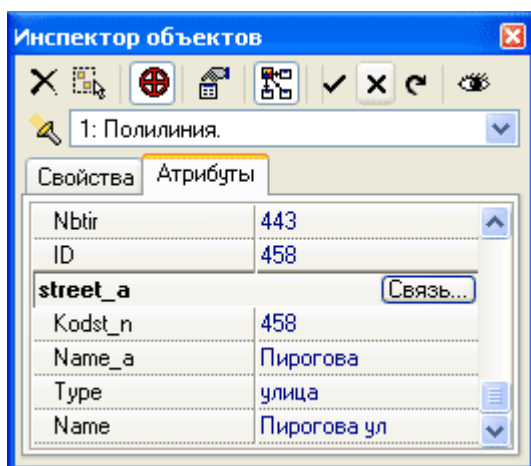 Инспектор объектов
1: Полилиния.
Свойства Атрибуты
Nbtir 443
ID 458
street_a Связь...
Kodst_n 458
Name_a Пирогова
Type улица
Name Пирогова ул